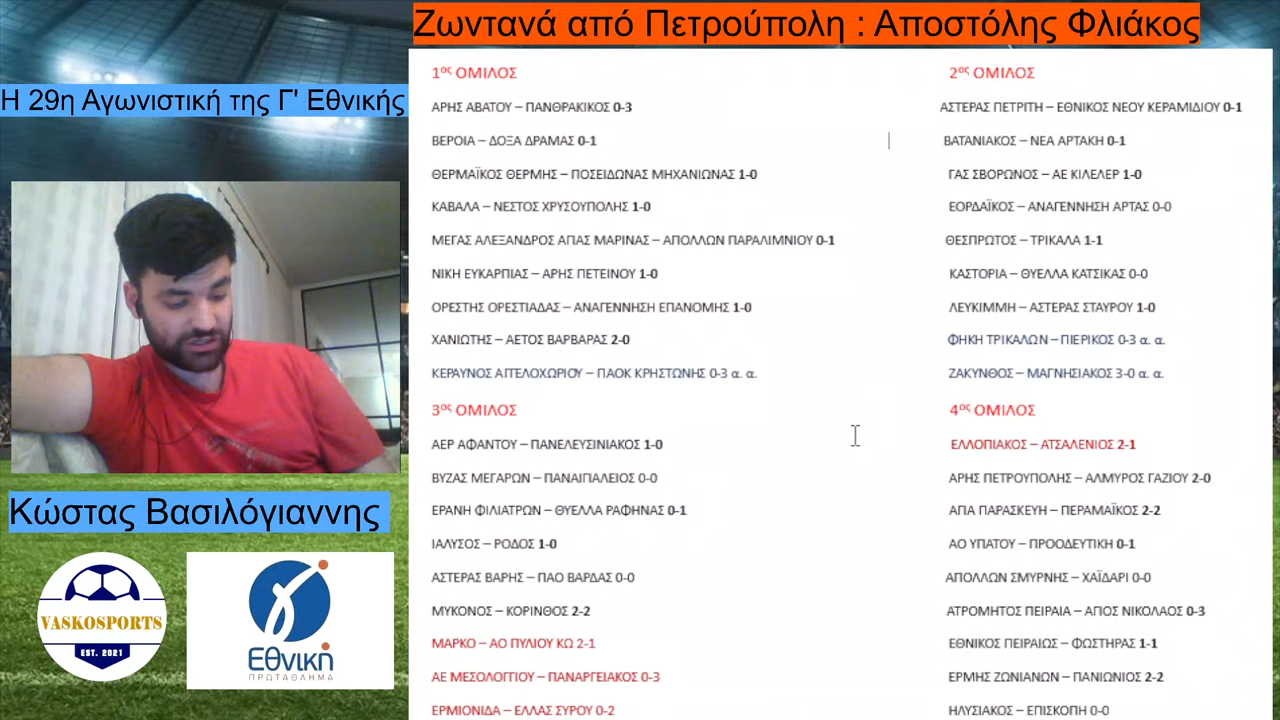 Ζωντανά από Πετρούπολη : Αποστόλης Φλιάκος
Η 29η Αγωνιστική της Γ' Εθνικής
1ος ΟΜΙΛΟΣ
ΑΡΗΣ ΑΒΑΤΟΥ – ΠΑΝΘΡΑΚΙΚΟΣ 0-3
ΒΕΡΟΙΑ – ΔΟΞΑ ΔΡΑΜΑΣ 0-1
ΘΕΡΜΑΪΚΟΣ ΘΕΡΜΗΣ – ΠΟΣΕΙΔΩΝΑΣ ΜΗΧΑΝΙΩΝΑΣ 1-0
ΚΑΒΑΛΑ – ΝΕΣΤΟΣ ΧΡΥΣΟΥΠΟΛΗΣ 1-0
ΜΕΓΑΣ ΑΛΕΞΑΝΔΡΟΣ ΑΓΙΑΣ ΜΑΡΙΝΑΣ – ΑΠΟΛΛΩΝ ΠΑΡΑΛΙΜΝΙΟΥ 0-1
ΝΙΚΗ ΕΥΚΑΡΠΙΑΣ – ΑΡΗΣ ΠΕΤΕΙΝΟΥ 1-0
ΟΡΕΣΤΗΣ ΟΡΕΣΤΙΑΔΑΣ – ΑΝΑΓΕΝΝΗΣΗ ΕΠΑΝΟΜΗΣ 1-0
ΧΑΝΙΩΤΗΣ – ΑΕΤΟΣ ΒΑΡΒΑΡΑΣ 2-0
ΚΕΡΑΥΝΟΣ ΑΓΓΕΛΟΧΩΡΙΟΥ – ΠΑΟΚ ΚΡΗΣΤΩΝΗΣ 0-3 α. α.
2ος ΟΜΙΛΟΣ
ΑΣΤΕΡΑΣ ΠΕΤΡΙΤΗ – ΕΘΝΙΚΟΣ ΝΕΟΥ ΚΕΡΑΜΙΔΙΟΥ 0-1
ΒΑΤΑΝΙΑΚΟΣ – ΝΕΑ ΑΡΤΑΚΗ 0-1
ΓΑΣ ΣΒΟΡΩΝΟΣ – ΑΕ ΚΙΛΕΛΕΡ 1-0
ΕΟΡΔΑΪΚΟΣ – ΑΝΑΓΕΝΝΗΣΗ ΑΡΤΑΣ 0-0
ΘΕΣΠΡΩΤΟΣ – ΤΡΙΚΑΛΑ 1-1
ΚΑΣΤΟΡΙΑ – ΘΥΕΛΛΑ ΚΑΤΣΙΚΑΣ 0-0
ΛΕΥΚΙΜΜΗ – ΑΣΤΕΡΑΣ ΣΤΑΥΡΟΥ 1-0
ΦΗΚΗ ΤΡΙΚΑΛΩΝ – ΠΙΕΡΙΚΟΣ 0-3 α. α.
ΖΑΚΥΝΘΟΣ – ΜΑΓΝΗΣΙΑΚΟΣ 3-0 α. α.
3ος ΟΜΙΛΟΣ
ΑΕΡ ΑΦΑΝΤΟΥ – ΠΑΝΕΛΕΥΣΙΝΙΑΚΟΣ 1-0
ΒΥΖΑΣ ΜΕΓΑΡΩΝ – ΠΑΝΑΙΓΙΑΛΕΙΟΣ 0-0
ΕΡΑΝΗ ΦΙΛΙΑΤΡΩΝ – ΘΥΕΛΛΑ ΡΑΦΗΝΑΣ 0-1
ΙΑΛΥΣΟΣ – ΡΟΔΟΣ 1-0
ΑΣΤΕΡΑΣ ΒΑΡΗΣ – ΠΑΟ ΒΑΡΔΑΣ 0-0
ΜΥΚΟΝΟΣ – ΚΟΡΙΝΘΟΣ 2-2
ΜΑΡΚΟ – ΑΟ ΠΥΛΙΟΥ ΚΩ 2-1
ΑΕ ΜΕΣΟΛΟΓΓΙΟΥ – ΠΑΝΑΡΓΕΙΑΚΟΣ 0-3
ΕΡΜΙΟΝΙΔΑ – ΕΛΛΑΣ ΣΥΡΟΥ 0-2
4ος ΟΜΙΛΟΣ
ΕΛΛΟΠΙΑΚΟΣ – ΑΤΣΑΛΕΝΙΟΣ 2-1
ΑΡΗΣ ΠΕΤΡΟΥΠΟΛΗΣ – ΑΛΜΥΡΟΣ ΓΑΖΙΟΥ 2-0
ΑΓΙΑ ΠΑΡΑΣΚΕΥΗ – ΠΕΡΑΜΑΪΚΟΣ 2-2
ΑΟ ΥΠΑΤΟΥ – ΠΡΟΟΔΕΥΤΙΚΗ 0-1
ΑΠΟΛΛΩΝ ΣΜΥΡΝΗΣ – ΧΑΪΔΑΡΙ 0-0
ΑΤΡΟΜΗΤΟΣ ΠΕΙΡΑΙΑ – ΑΓΙΟΣ ΝΙΚΟΛΑΟΣ 0-3
ΕΘΝΙΚΟΣ ΠΕΙΡΑΙΩΣ – ΦΩΣΤΗΡΑΣ 1-1
ΕΡΜΗΣ ΖΩΝΙΑΝΩΝ – ΠΑΝΙΩΝΙΟΣ 2-2
ΗΛΥΣΙΑΚΟΣ – ΕΠΙΣΚΟΠΗ 0-0
Κώστας Βασιλόγιαννης
VASKOSPORTS
EST. 2021
γ
Εθνική
ΠΡΩΤΑΘΛΗΜΑ